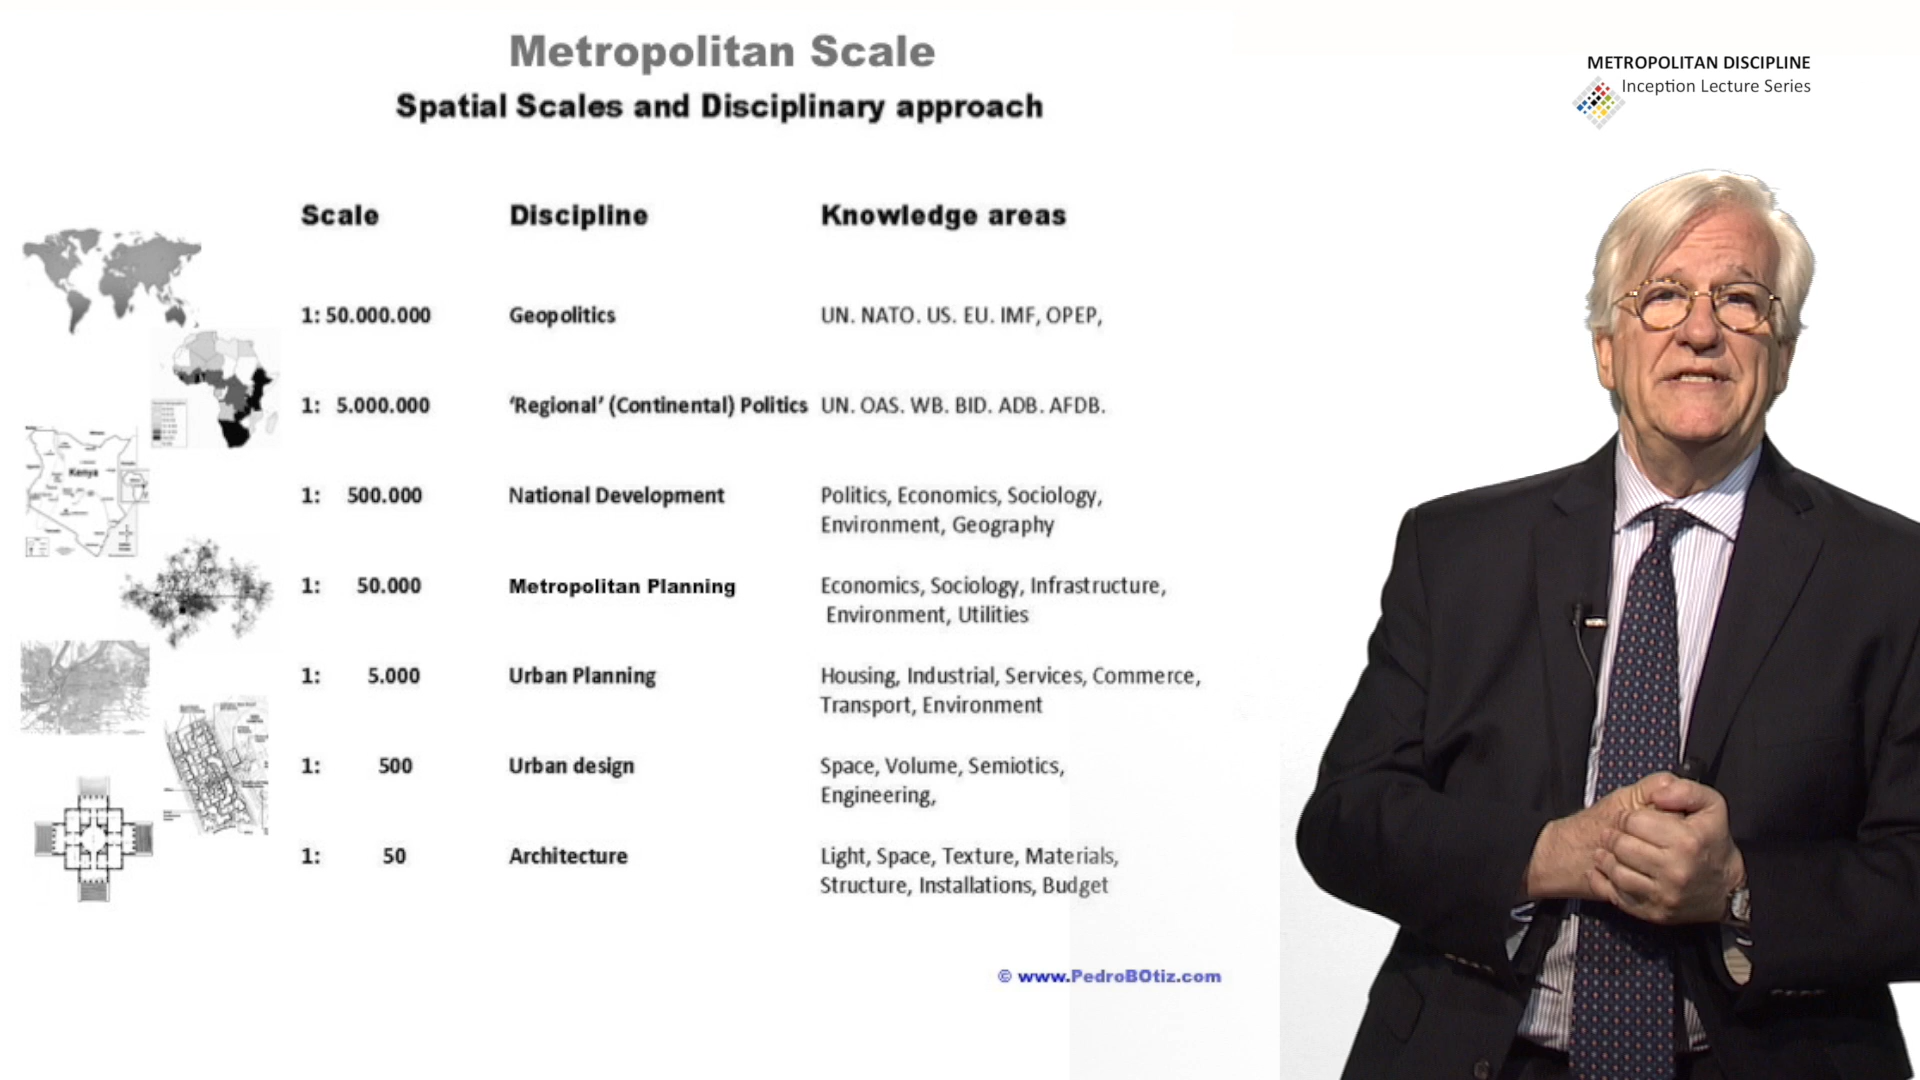 Metropolitan Scale
Spatial Scales and Disciplinary approach
METROPOLITAN DISCIPLINE
Inception Lecture Series
Scale Discipline Knowledge areas
1: 50.000.000 Geopolitics UN. NATO. US. EU. IMF, OPEP,
1: 5.000.000 ‘Regional’ (Continental) Politics UN. OAS. WB. BID. ADB. AFDB.
Kenya
1: 500.000 National Development Politics, Economics, Sociology,
Environment, Geography
1: 50.000 Metropolitan Planning Economics, Sociology, Infrastructure,
Environment, Utilities
1: 5.000 Urban Planning Housing, Industrial, Services, Commerce,
Transport, Environment
1: 500 Urban design Space, Volume, Semiotics,
Engineering,
1: 50 Architecture Light, Space, Texture, Materials,
Structure, Installations, Budget
© www.PedroBOtiz.com